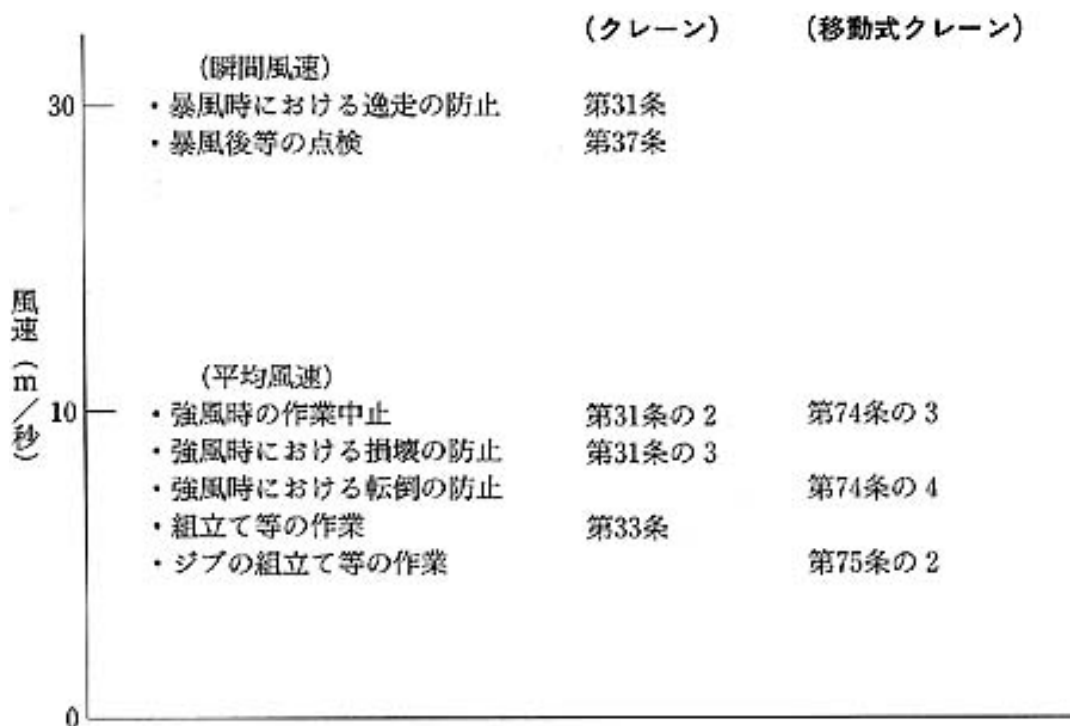 (クレーン) (移動式クレーン)
(瞬間風速)
30 ・暴風時における逸走の防止 第31条
・暴風後等の点検 第37条
風速(m/秒)
(平均風速)
10 ・強風時の作業中止 第31条の2 第74条の3
・強風時における損壊の防止 第31条の3
・強風時における転倒の防止 第74条の4
・組立て等の作業 第33条
・ジブの組立て等の作業 第75条の2
0